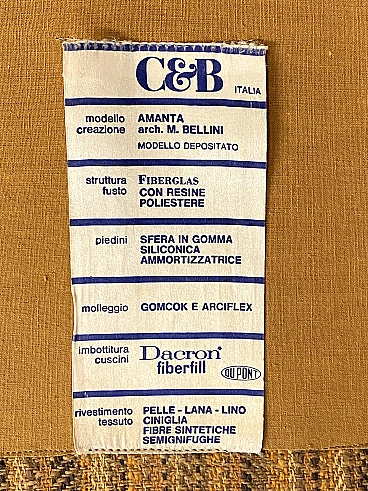 C&B ITALIA
modello AMANTA
creazione arch. M. BELLINI
MODELLO DEPOSITATO
struttura FIBERGLAS
fusto CON RESINE
POLIESTERE
piedini SFERA IN GOMMA
SILICONICA
AMMORTIZZATRICE
molleggio GOMCOK E ARCIFLEX
imbottitura Dacron®
cuscini fiberfill DU PONT
rivestimento PELLE - LANA - LINO
tessuto CINIGLIA
FIBRE SINTETICHE
SEMIGNIFUGHE